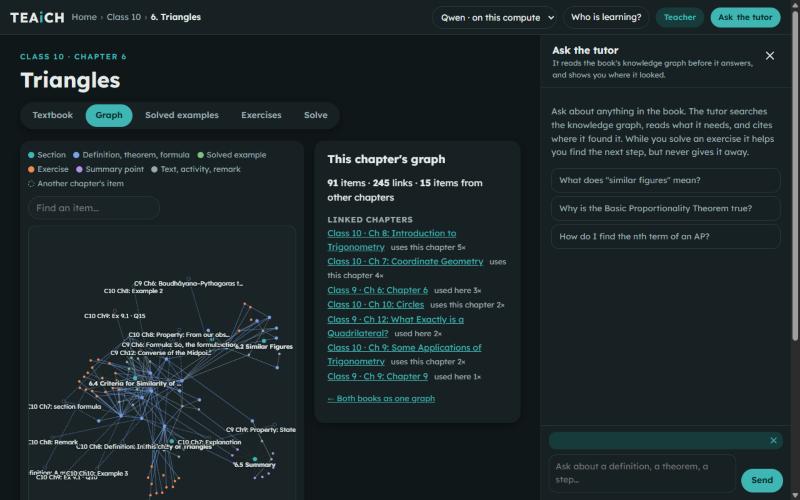 TEAiCH Home › Class 10 › 6. Triangles
Qwen - on this compute
Who is learning?
Teacher
Ask the tutor
CLASS 10 · CHAPTER 6
Triangles
Textbook
Graph
Solved examples
Exercises
Solve
Section
Definition, theorem, formula
Solved example
Exercise
Summary point
Text, activity, remark
Another chapter's item
Find an item…
C9 Ch6: Baudhāyana–Pythagoras t…
C10 Ch8: Example 2
C10 Ch9: Ex 9.1 · Q15
C10 Ch8: Property: From our obs…
C9 Ch6: Formula: So, the formul
6.2 Similar Figures
C9 Ch12: Converse of the Midpoi…
6.4 Criteria for Similarity of …
C10 Ch7: section formula
C9 Ch9: Property: State
C10 Ch8: Remark
C10 Ch8: Definition: In this
of Triangles
C10 Ch7: Explanation
6.5 Summary
C10 Ch10: Example 3
C10 Ch9: Ex 9.1 ·
This chapter's graph
91 items · 245 links · 15 items from
other chapters
LINKED CHAPTERS
Class 10 · Ch 8: Introduction to
Trigonometry uses this chapter 5×
Class 10 · Ch 7: Coordinate Geometry uses
this chapter 4×
Class 9 · Ch 6: Chapter 6 used here 3×
Class 10 · Ch 10: Circles uses this chapter 2×
Class 9 · Ch 12: What Exactly is a
Quadrilateral? used here 2×
Class 10 · Ch 9: Some Applications of
Trigonometry uses this chapter 2×
Class 9 · Ch 9: Chapter 9 used here 1×
← Both books as one graph
Ask the tutor
It reads the book's knowledge graph before it answers,
and shows you where it looked.
Ask about anything in the book. The tutor searches
the knowledge graph, reads what it needs, and cites
where it found it. While you solve an exercise it helps
you find the next step, but never gives it away.
What does "similar figures" mean?
Why is the Basic Proportionality Theorem true?
How do I find the nth term of an AP?
Ask about a definition, a theorem, a
step…
Send